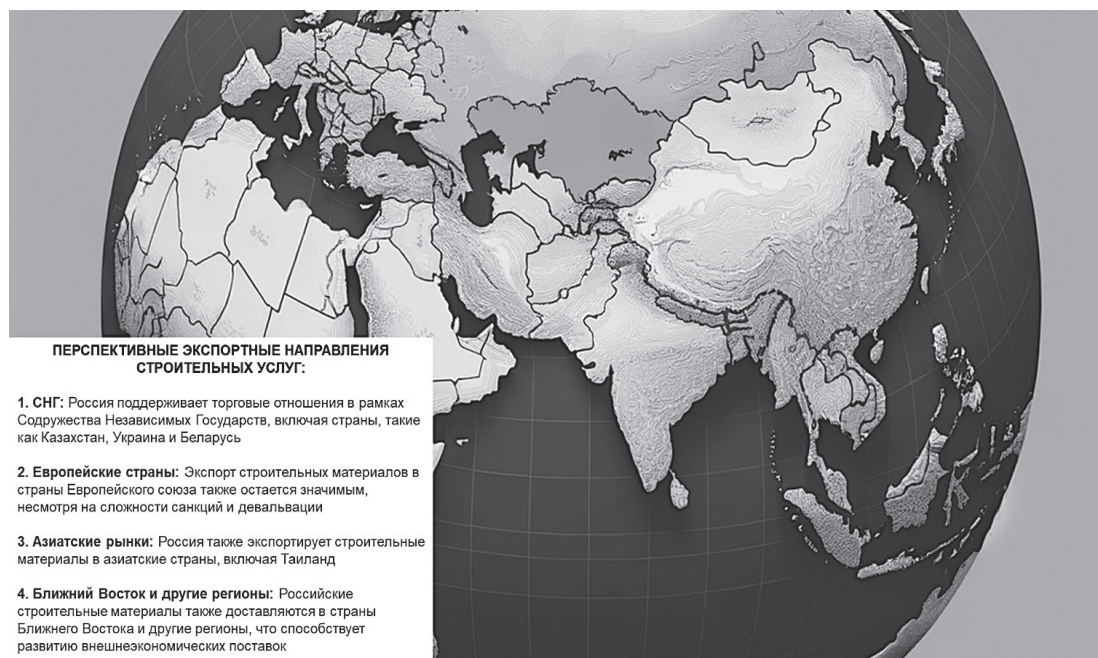 ПЕРСПЕКТИВНЫЕ ЭКСПОРТНЫЕ НАПРАВЛЕНИЯ
СТРОИТЕЛЬНЫХ УСЛУГ:
1. СНГ: Россия поддерживает торговые отношения в рамках
Содружества Независимых Государств, включая страны, такие
как Казахстан, Украина и Беларусь
2. Европейские страны: Экспорт строительных материалов в
страны Европейского союза также остается значимым,
несмотря на сложности санкций и девальвации
3. Азиатские рынки: Россия также экспортирует строительные
материалы в азиатские страны, включая Таиланд
4. Ближний Восток и другие регионы: Российские
строительные материалы также доставляются в страны
Ближнего Востока и другие регионы, что способствует
развитию внешнеэкономических поставок